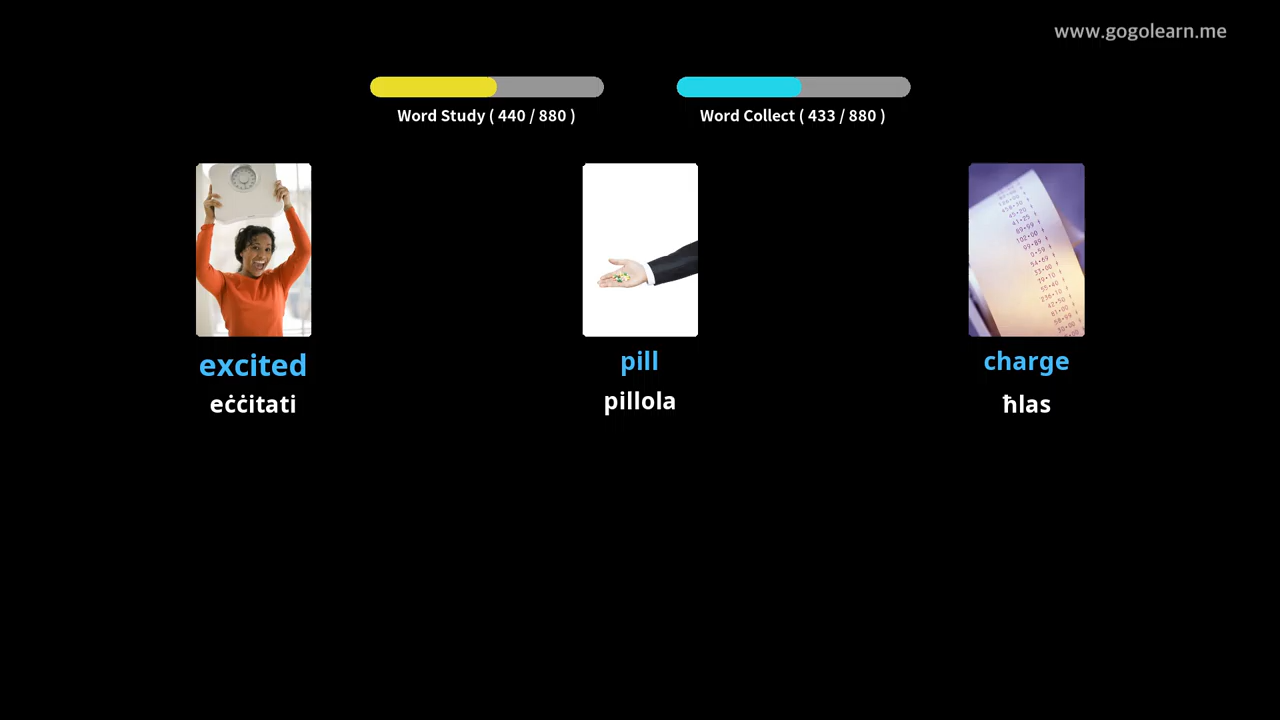 www.gogolearn.me
Word Study ( 440 / 880 )
Word Collect ( 433 / 880 )
excited
eċċitati
pill
pillola
charge
ħlas